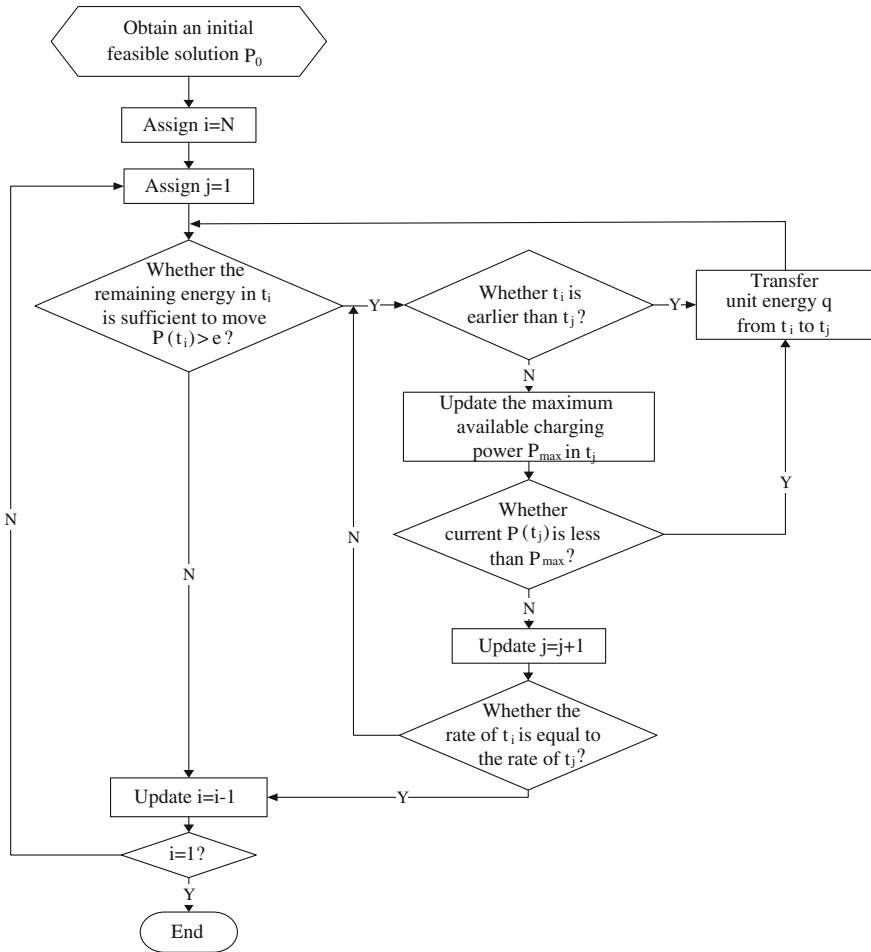 Obtain an initial
feasible solution P0
Assign i=N
Assign j=1
Whether the
remaining energy in ti
is sufficient to move
P(ti)>e?
Y
Whether ti is
earlier than tj?
Y
Transfer
unit energy q
from ti to tj
N
Update the maximum
available charging
power Pmax in tj
Y
Whether
current P(tj) is less
than Pmax?
N
N
N
N
Update j=j+1
Whether the
rate of ti is equal to
the rate of tj?
Y
Update i=i-1
i=1?
Y
End